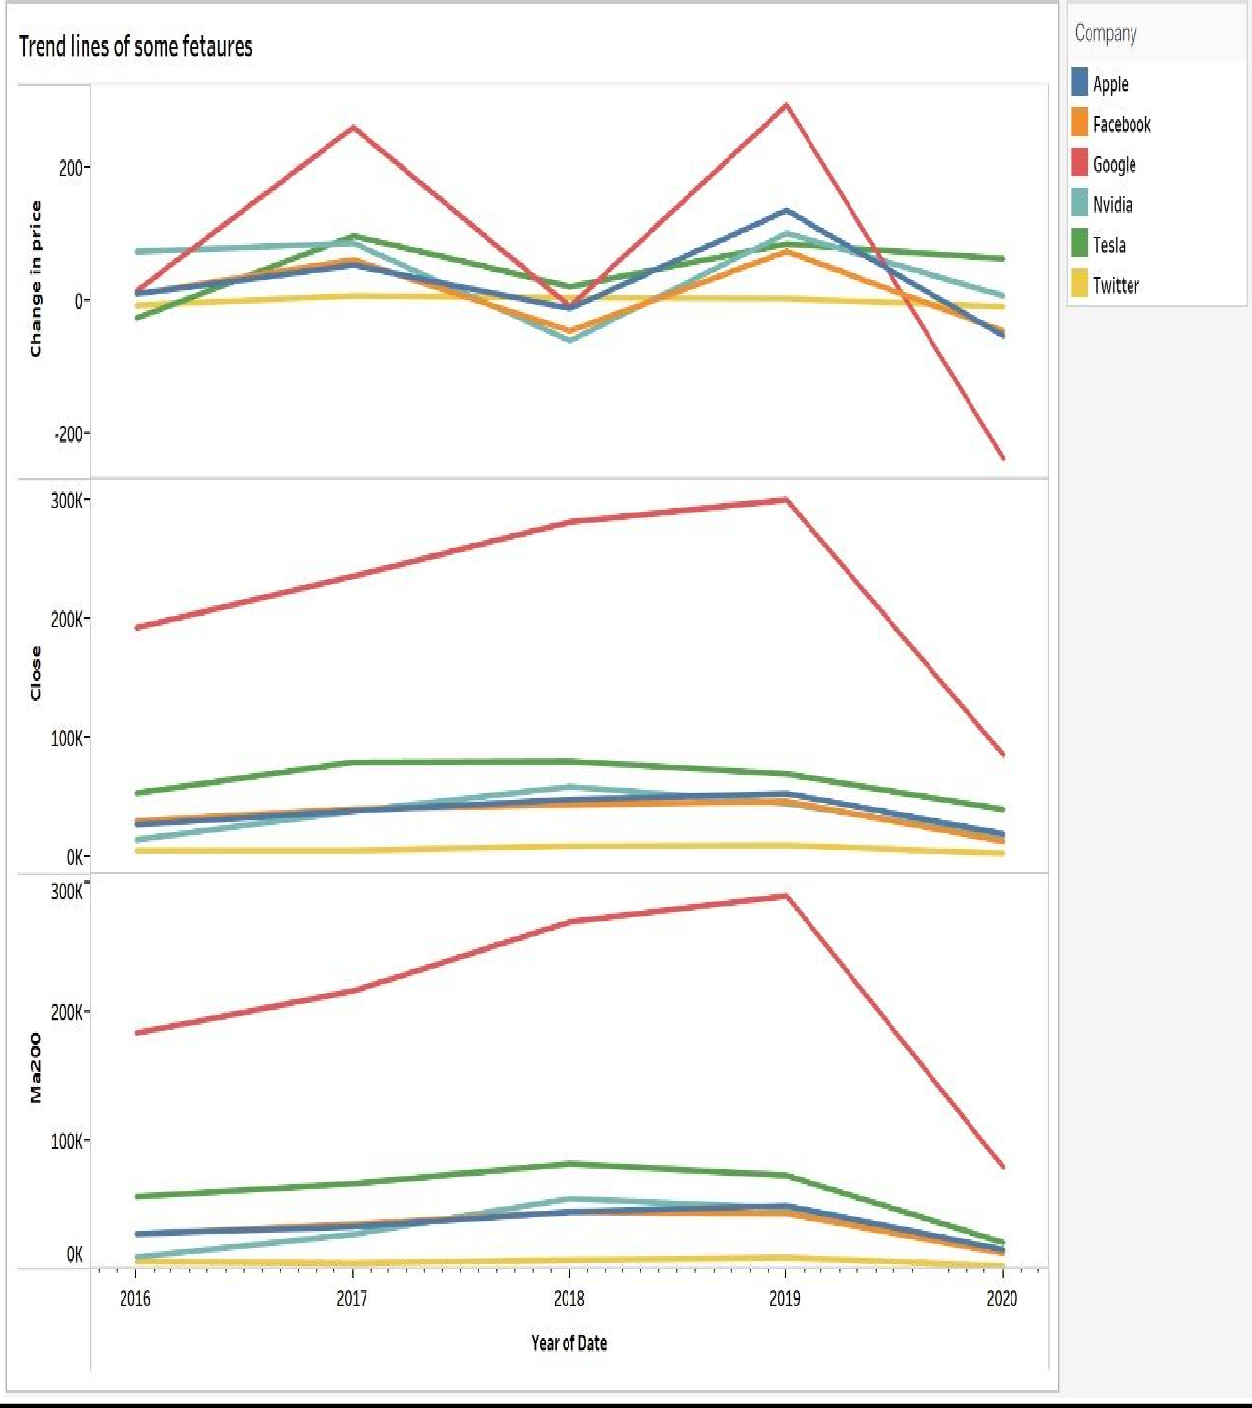 Trend lines of some fetaures
Company
Apple
Facebook
Google
Nvidia
Tesla
Twitter
Change in price
200
0
-200
Close
300K
200K
100K
0K
Ma200
300K
200K
100K
0K
2016 2017 2018 2019 2020
Year of Date